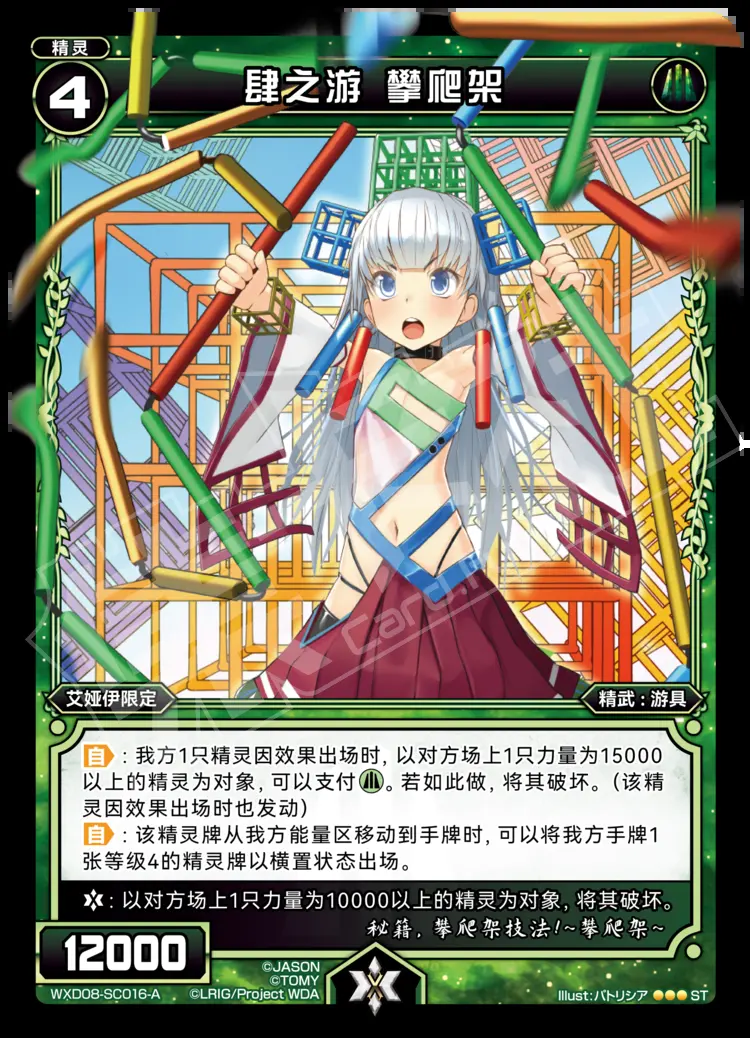 精灵
4
肆之游 攀爬架
艾娅伊限定
精武：游具
自：我方1只精灵因效果出场时，以对方场上1只力量为15000
以上的精灵为对象，可以支付。若如此做，将其破坏。（该精
灵因效果出场时也发动）
自：该精灵牌从我方能量区移动到手牌时，可以将我方手牌1
张等级4的精灵牌以横置状态出场。
：以对方场上1只力量为10000以上的精灵为对象，将其破坏。
秘籍，攀爬架技法!~攀爬架~
12000
©JASON
©TOMY
WXD08-SC016-A ©LRIG/Project WDA
Illust:パトリシア ST